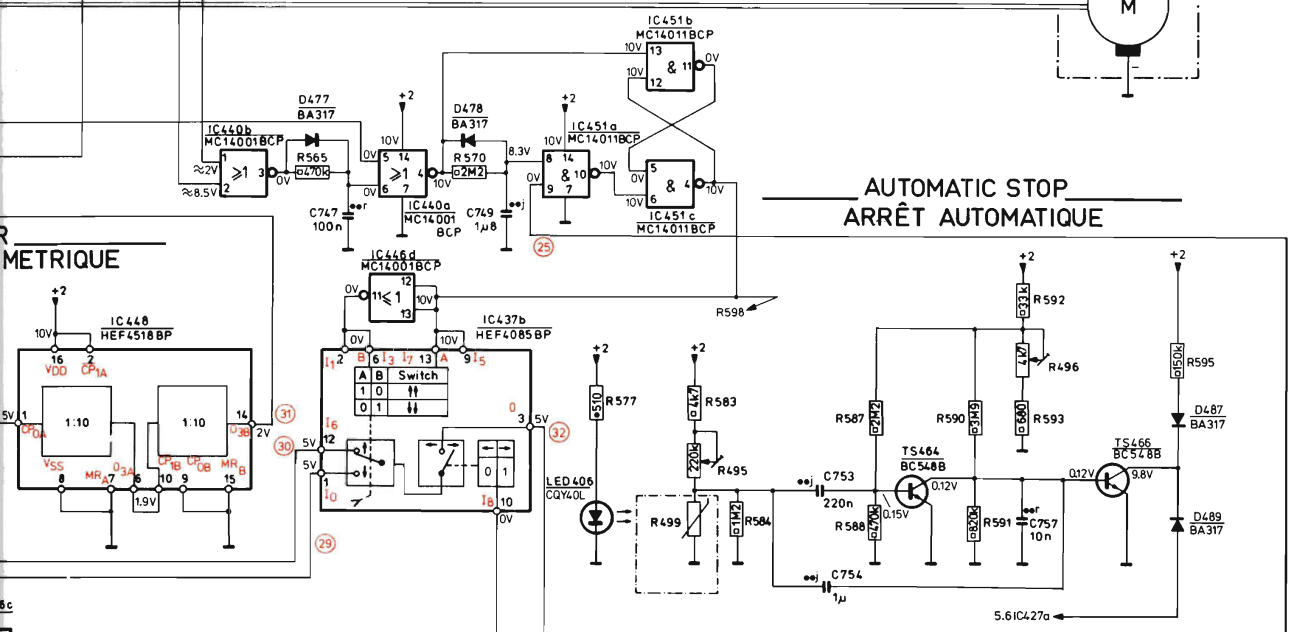 M
IC451b
MC14011BCP
10V 13 & 11 0V
10V 12
+2
D477
BA317
IC440b
MC14001BCP
≈2V 1 ≥1 3 0V
≈8.5V 2
R565
470k
C747
100n
+2
10V
0V 5 14 ≥1 4 10V
0V 6 7
IC440a
MC14001
BCP
D478
BA317
R570
2M2
8.3V
C749
1µ8
+2
IC451a
MC14011BCP
10V
8 14 & 10 10V
0V 9 7
25
0V 5 & 4 10V
10V 6
IC451c
MC14011BCP
AUTOMATIC STOP
ARRÊT AUTOMATIQUE
R
METRIQUE
+2
10V
IC448
HEF4518BP
16 2
VDD CP1A
5V 1
CP0A
1:10 1:10
14
O3B 2V
31
VSS MRA O3A CP1B CP0B MRB
8 7 6 10 9 15
1.9V
IC446d
MC14001BCP
0V 11 ≤1 12 10V 13
R598
IC437b
HEF4085BP
0V 10V
I1 2 B 6 I3 I7 13 A 9 I5
A B Switch
1 0 ↑↑
0 1 ↓↓
O
3 5V
32
I6
5V 12
30
5V
1
I0
0 1
I8 10
0V
29
+2
510 R577
LED406
CQY40L
+2
4k7 R583
220k R495
R499
1M2 R584
C753
220n
C754
1µ
R587 2M2
R588 470k
0.15V
TS464
BC548B
0.12V
R590 3M9
R591 820k
+2
33k R592
4k7 R496
680 R593
C757
10n
0.12V
TS466
BC548B
9.8V
+2
150k R595
D487
BA317
D489
BA317
5.6IC427a